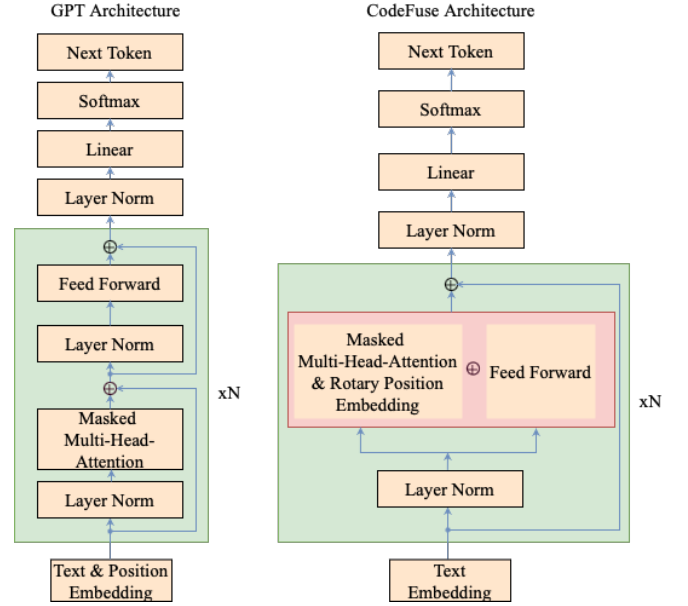 GPT Architecture
Next Token
Softmax
Linear
Layer Norm
Feed Forward
Layer Norm
Masked
Multi-Head-
Attention
Layer Norm
xN
Text & Position
Embedding
CodeFuse Architecture
Next Token
Softmax
Linear
Layer Norm
Masked
Multi-Head-Attention
& Rotary Position
Embedding
Feed Forward
xN
Layer Norm
Text
Embedding